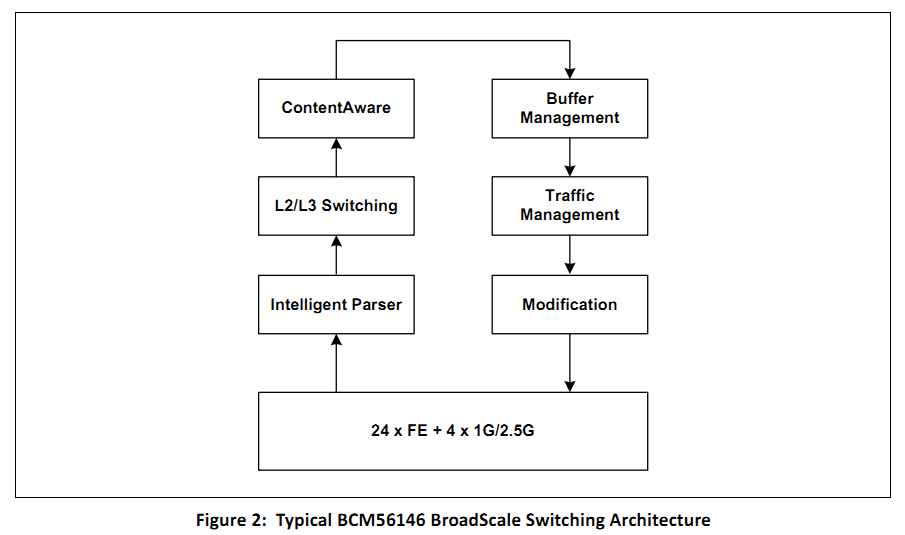 ContentAware
Buffer
Management
L2/L3 Switching
Traffic
Management
Intelligent Parser
Modification
24 x FE + 4 x 1G/2.5G
Figure 2:  Typical BCM56146 BroadScale Switching Architecture